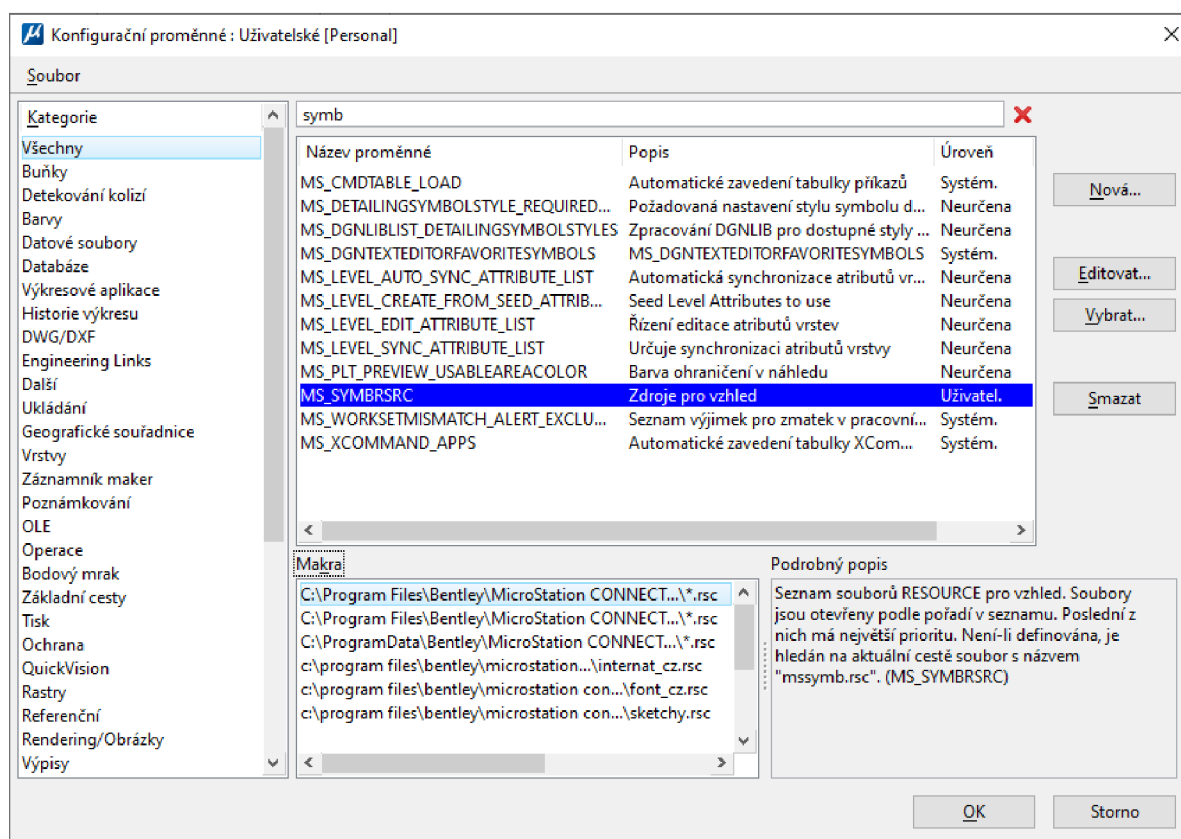 Konfigurační proměnné : Uživatelské [Personal]
Soubor
Kategorie
Všechny
Buňky
Detekování kolizí
Barvy
Datové soubory
Databáze
Výkresové aplikace
Historie výkresu
DWG/DXF
Engineering Links
Další
Ukládání
Geografické souřadnice
Vrstvy
Záznamník maker
Poznámkování
OLE
Operace
Bodový mrak
Základní cesty
Tisk
Ochrana
QuickVision
Rastry
Referenční
Rendering/Obrázky
Výpisy
symb
Název proměnné Popis Úroveň
MS_CMDTABLE_LOAD Automatické zavedení tabulky příkazů Systém.
MS_DETAILINGSYMBOLSTYLE_REQUIRED... Požadovaná nastavení stylu symbolu d... Neurčena
MS_DGNLIBLIST_DETAILINGSYMBOLSTYLES Zpracování DGNLIB pro dostupné styly ... Neurčena
MS_DGNTEXTEDITORFAVORITESYMBOLS MS_DGNTEXTEDITORFAVORITESYMBOLS Systém.
MS_LEVEL_AUTO_SYNC_ATTRIBUTE_LIST Automatická synchronizace atributů vr... Neurčena
MS_LEVEL_CREATE_FROM_SEED_ATTRIB... Seed Level Attributes to use Neurčena
MS_LEVEL_EDIT_ATTRIBUTE_LIST Řízení editace atributů vrstev Neurčena
MS_LEVEL_SYNC_ATTRIBUTE_LIST Určuje synchronizaci atributů vrstvy Neurčena
MS_PLT_PREVIEW_USABLEAREACOLOR Barva ohraničení v náhledu Neurčena
MS_SYMBRSRC Zdroje pro vzhled Uživatel.
MS_WORKSETMISMATCH_ALERT_EXCLU... Seznam výjimek pro zmatek v pracovní... Systém.
MS_XCOMMAND_APPS Automatické zavedení tabulky XCom... Systém.
Nová...
Editovat...
Vybrat...
Smazat
Makra
C:\Program Files\Bentley\MicroStation CONNECT...\*.rsc
C:\Program Files\Bentley\MicroStation CONNECT...\*.rsc
C:\ProgramData\Bentley\MicroStation CONNECT...\*.rsc
c:\program files\bentley\microstation...\internat_cz.rsc
c:\program files\bentley\microstation con...\font_cz.rsc
c:\program files\bentley\microstation con...\sketchy.rsc
Podrobný popis
Seznam souborů RESOURCE pro vzhled. Soubory
jsou otevřeny podle pořadí v seznamu. Poslední z
nich má největší prioritu. Není-li definována, je
hledán na aktuální cestě soubor s názvem
"mssymb.rsc". (MS_SYMBRSRC)
OK
Storno